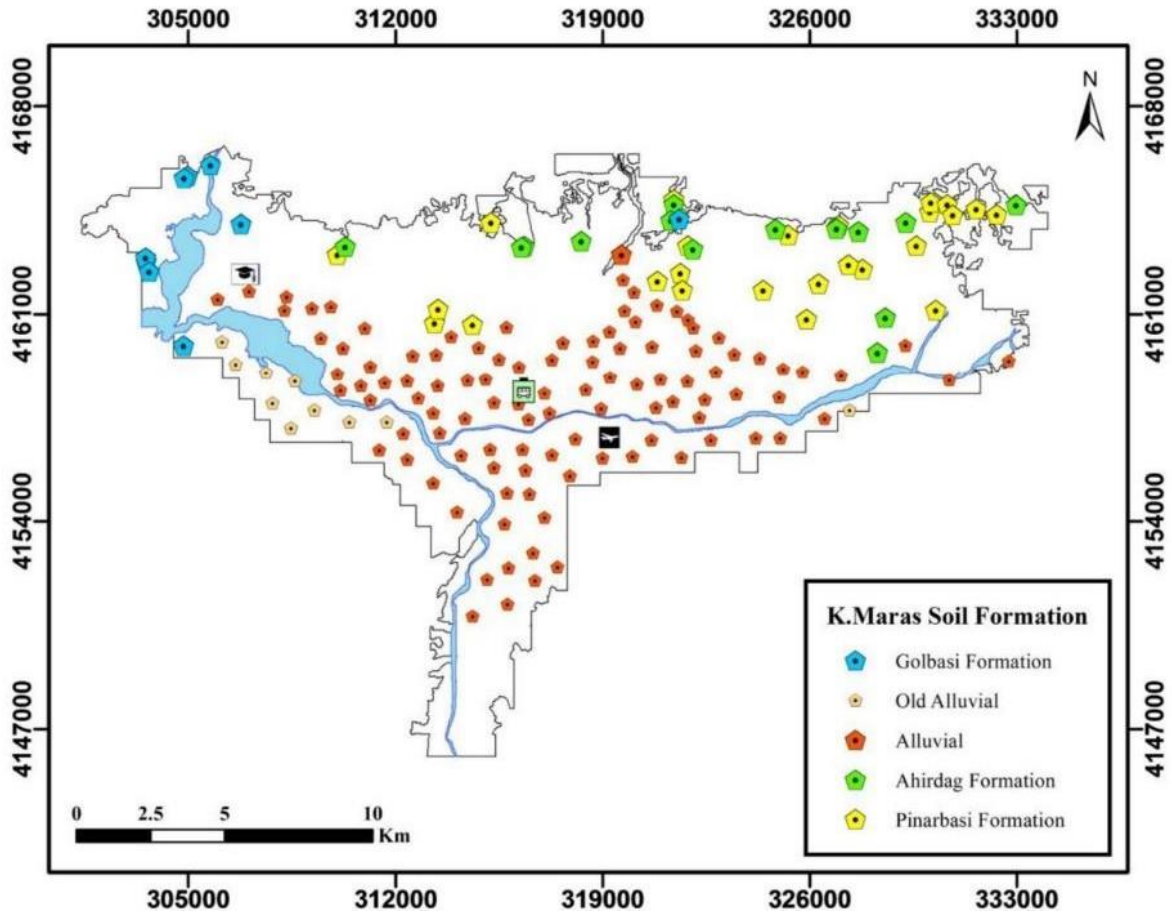 305000 312000 319000 326000 333000
4168000 4168000
N
4161000 4161000
4154000 4154000
4147000 4147000
K.Maras Soil Formation
Golbasi Formation
Old Alluvial
Alluvial
Ahirdag Formation
Pinarbasi Formation
0 2.5 5 10
Km
305000 312000 319000 326000 333000